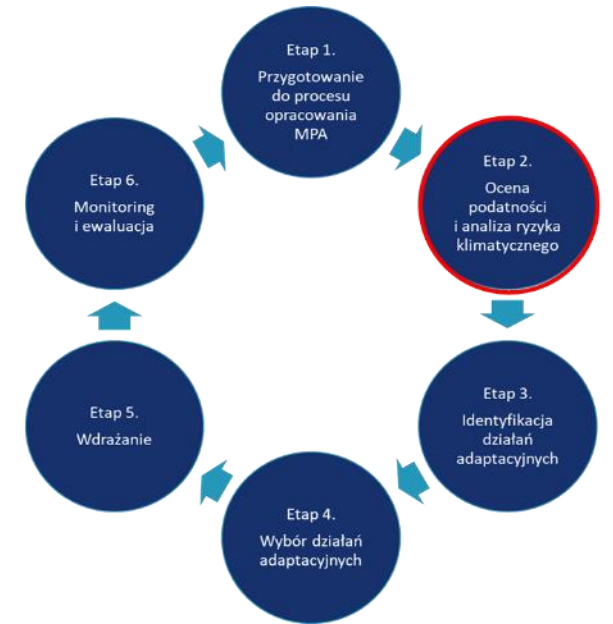 Etap 1.
Przygotowanie
do procesu
opracowania
MPA
Etap 2.
Ocena
podatności
i analiza ryzyka
klimatycznego
Etap 3.
Identyfikacja
działań
adaptacyjnych
Etap 4.
Wybór działań
adaptacyjnych
Etap 5.
Wdrażanie
Etap 6.
Monitoring
i ewaluacja